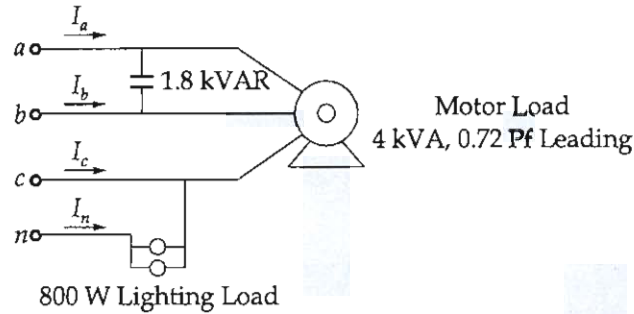 I_a
a
1.8 kVAR
I_b
b
Motor Load
4 kVA, 0.72 Pf Leading
I_c
c
I_n
n
800 W Lighting Load